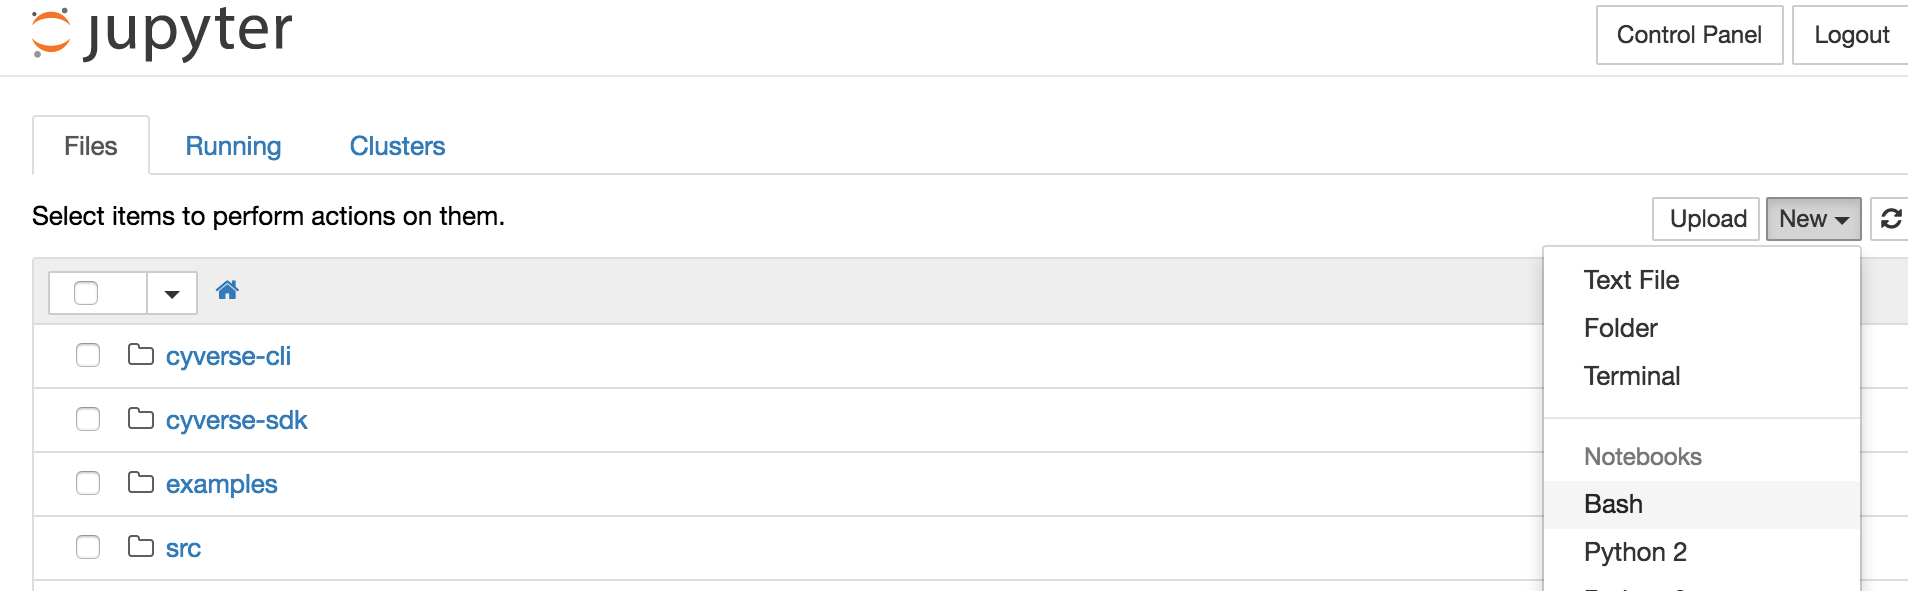 jupyter
Control Panel
Logout
Files
Running
Clusters
Select items to perform actions on them.
Upload
New
Text File
Folder
Terminal
Notebooks
Bash
Python 2
cyverse-cli
cyverse-sdk
examples
src